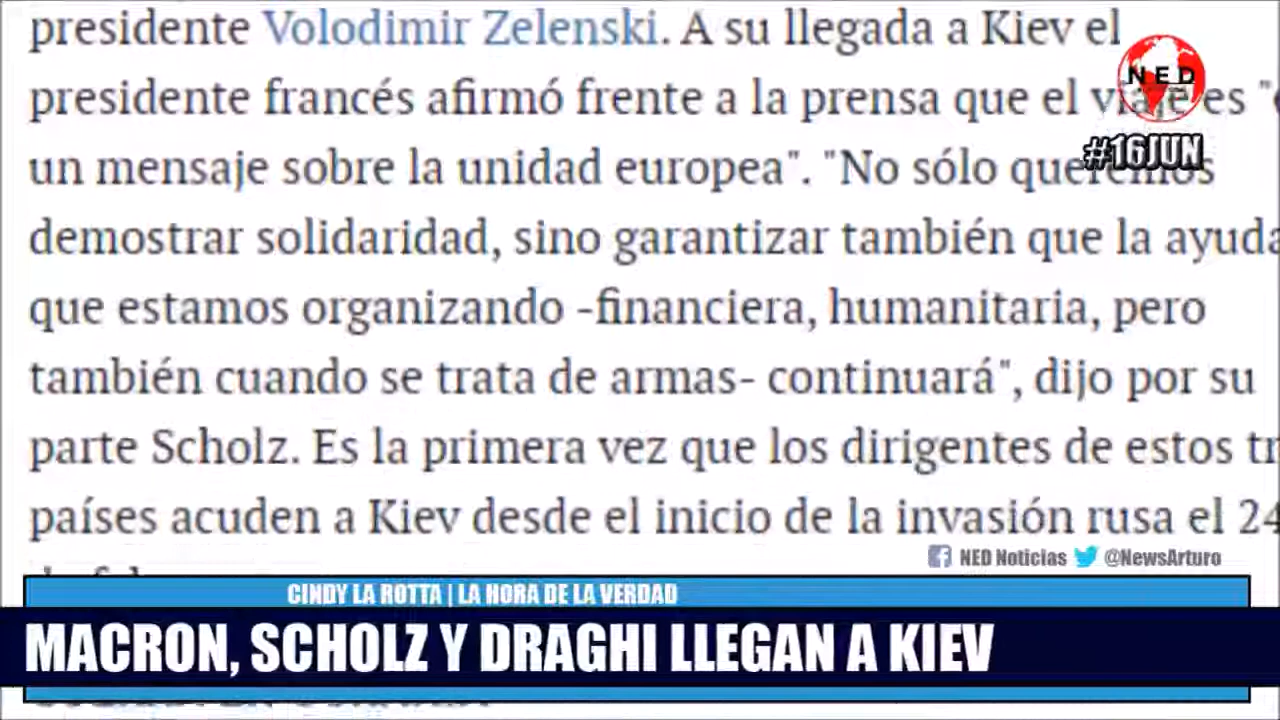 presidente Volodimir Zelenski. A su llegada a Kiev el
NED
presidente francés afirmó frente a la prensa que el viaje es "
#16JUN
un mensaje sobre la unidad europea". "No sólo queremos
demostrar solidaridad, sino garantizar también que la ayuda
que estamos organizando -financiera, humanitaria, pero
también cuando se trata de armas- continuará", dijo por su
parte Scholz. Es la primera vez que los dirigentes de estos
países acuden a Kiev desde el inicio de la invasión rusa el 24
NED Noticias @NewsArturo
CINDY LA ROTTA | LA HORA DE LA VERDAD
MACRON, SCHOLZ Y DRAGHI LLEGAN A KIEV